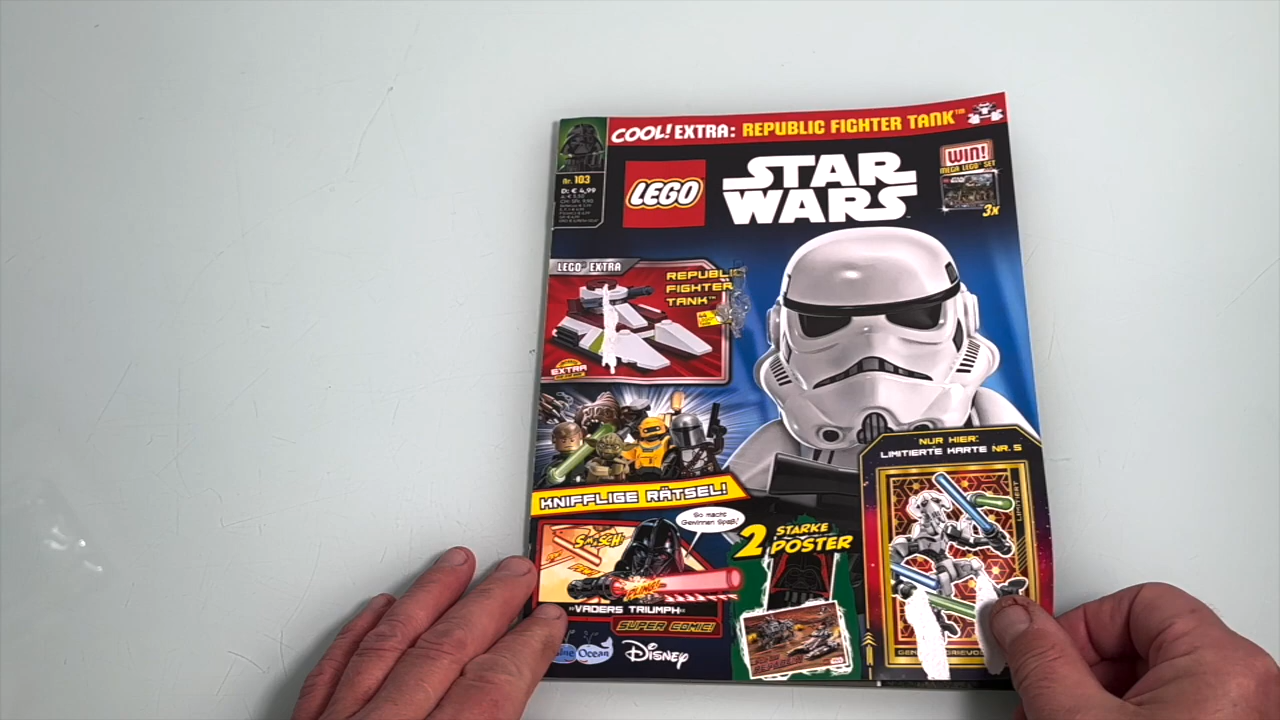 COOL! EXTRA: REPUBLIC FIGHTER TANK™
Nr. 103
D: € 4,99
LEGO
STAR
WARS
WIN!
MEGA LEGO® SET
3x
LEGO® EXTRA
REPUBLIC
FIGHTER
TANK™
EXTRA
NUR HIER:
LIMITIERTE KARTE NR. 5
LIMITIERT
KNIFFLIGE RÄTSEL!
So macht
Gewinnen Spaß!
2 STARKE
POSTER
VADERS TRIUMPH
SUPER COMIC!
Blue Ocean
DISNEY